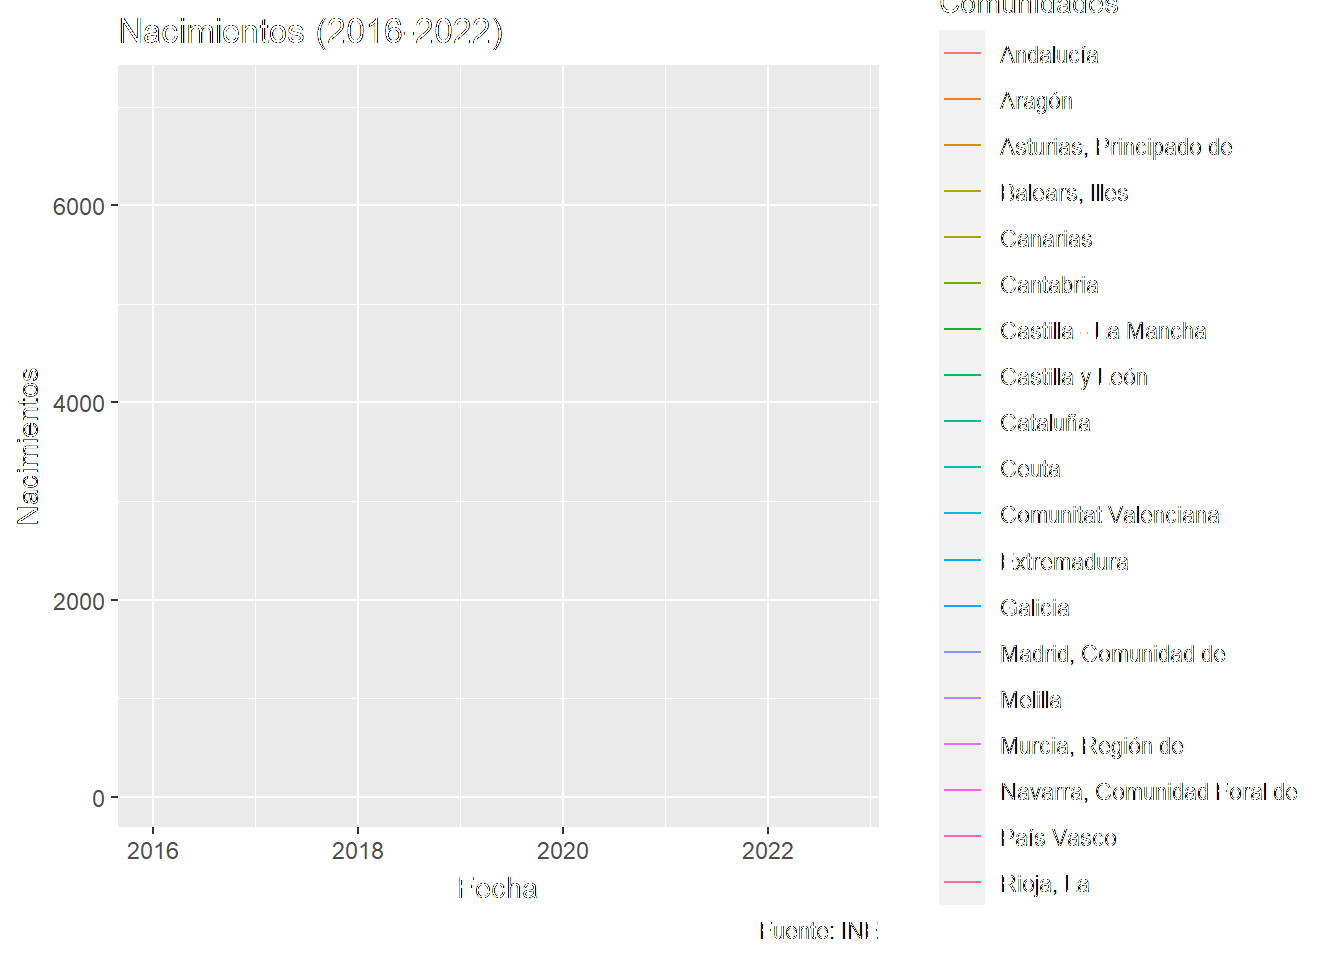 Nacimientos (2016-2022)
Comunidades
Andalucía
Aragón
Asturias, Principado de
Balears, Illes
Canarias
Cantabria
Castilla - La Mancha
Castilla y León
Cataluña
Ceuta
Comunitat Valenciana
Extremadura
Galicia
Madrid, Comunidad de
Melilla
Murcia, Región de
Navarra, Comunidad Foral de
País Vasco
Rioja, La
Nacimientos
6000
4000
2000
0
2016
2018
2020
2022
Fecha
Fuente: INE